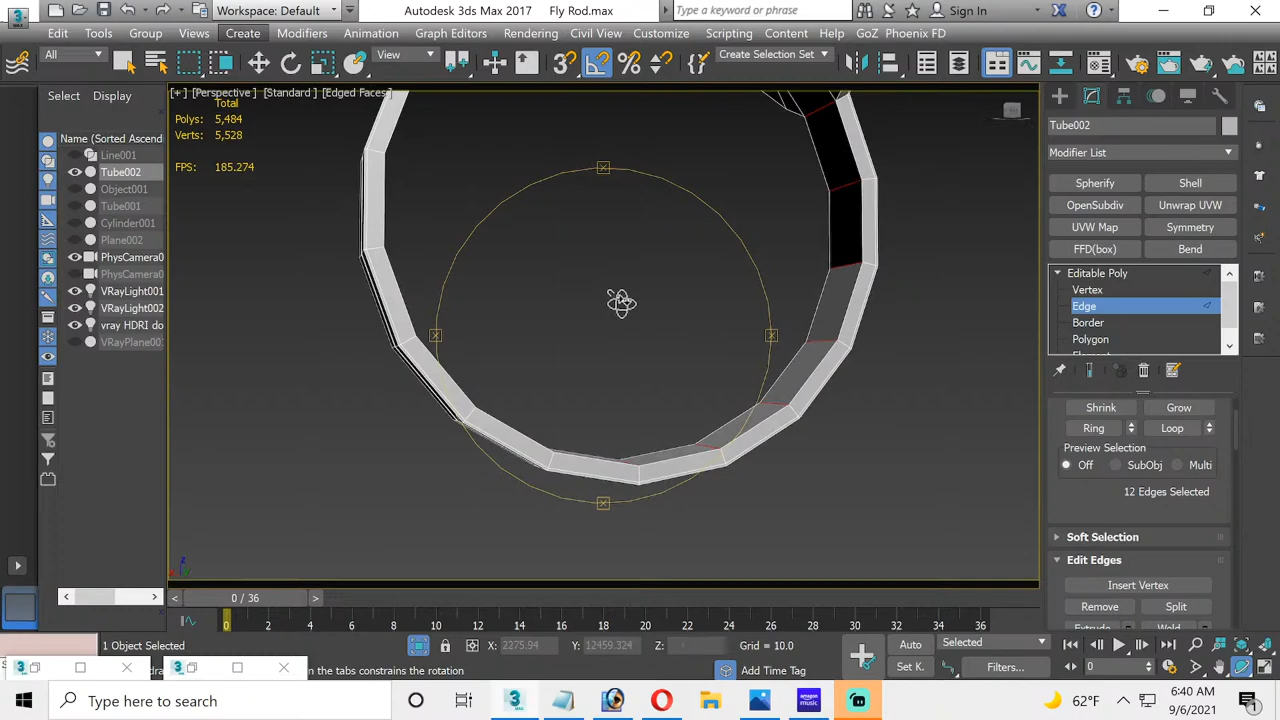 Workspace: Default
Autodesk 3ds Max 2017 Fly Rod.max
Type a keyword or phrase
Sign In
Edit Tools Group Views Create Modifiers Animation Graph Editors Rendering Civil View Customize Scripting Content Help GoZ Phoenix FD
All
View
Create Selection Set
Select Display
[+] [Perspective] [Standard] [Edged Faces]
Total
Polys: 5,484
Verts: 5,528
FPS: 185.274
Name (Sorted Ascend
Line001
Tube002
Object001
Tube001
Cylinder001
Plane002
PhysCamera0
PhysCamera0
VRayLight001
VRayLight002
vray HDRI do
VRayPlane00
Tube002
Modifier List
Spherify Shell
OpenSubdiv Unwrap UVW
UVW Map Symmetry
FFD(box) Bend
Editable Poly
Vertex
Edge
Border
Polygon
Shrink Grow
Ring Loop
Preview Selection
Off SubObj Multi
12 Edges Selected
Soft Selection
Edit Edges
Insert Vertex
Remove Split
0 / 36
0 2 4 6 8 10 12 14 16 18 20 22 24 26 28 30 32 34 36
1 Object Selected
X: 2275.94 Y: 12459.324 Z: Grid = 10.0
Auto Selected
the tabs constrains the rotation
Add Time Tag
Set K. Filters...
0
Type here to search
62°F
6:40 AM
9/6/2021
1